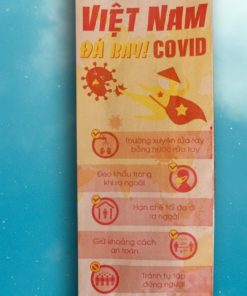 VIỆT NAM
ĐÁ BAY! COVID
Thường xuyên rửa tay
bằng nước rửa tay
Đeo khẩu trang
khi ra ngoài
Hạn chế tối đa đi
ra ngoài
Giữ khoảng cách
an toàn
Tránh tụ tập
đông người